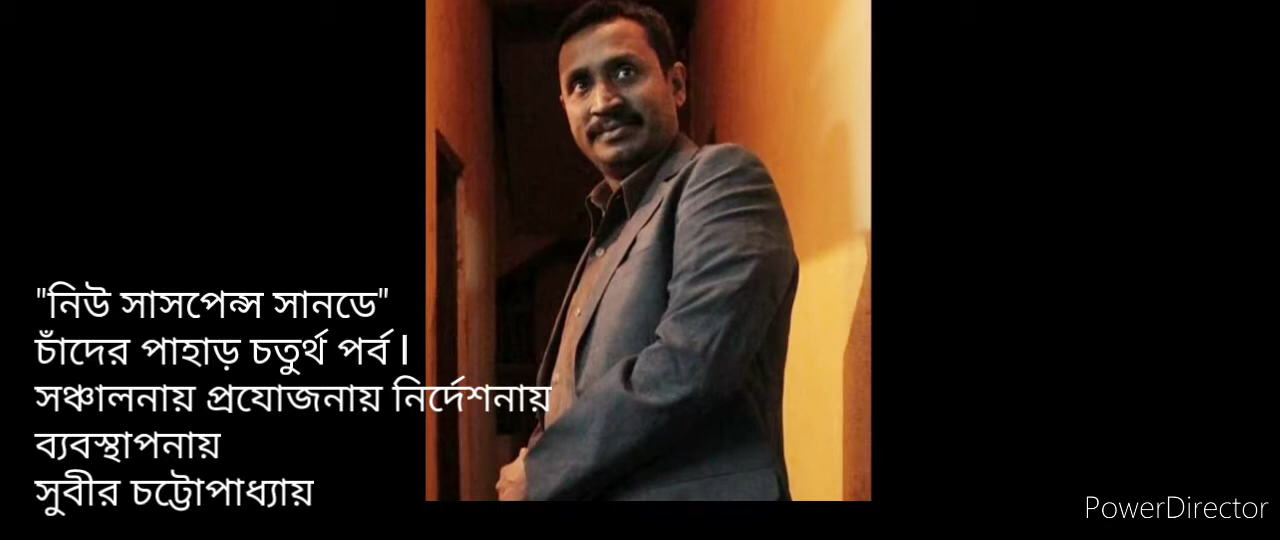 "নিউ সাসপেন্স সানডে"
চাঁদের পাহাড় চতুর্থ পর্ব।
সঞ্চালনায় প্রযোজনায় নির্দেশনায়
ব্যবস্থাপনায়
সুবীর চট্টোপাধ্যায়
PowerDirector